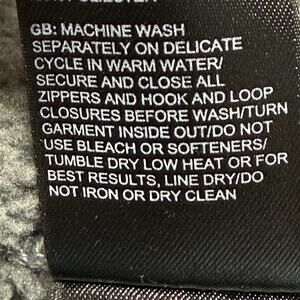 GB: MACHINE WASH
SEPARATELY ON DELICATE
CYCLE IN WARM WATER/
SECURE AND CLOSE ALL
ZIPPERS AND HOOK AND LOOP
CLOSURES BEFORE WASH/TURN
GARMENT INSIDE OUT/DO NOT
USE BLEACH OR SOFTENERS/
TUMBLE DRY LOW HEAT OR FOR
BEST RESULTS, LINE DRY/DO
NOT IRON OR DRY CLEAN